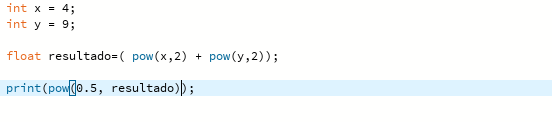 int x = 4;
int y = 9;
float resultado=( pow(x,2) + pow(y,2));
print(pow(0.5, resultado));